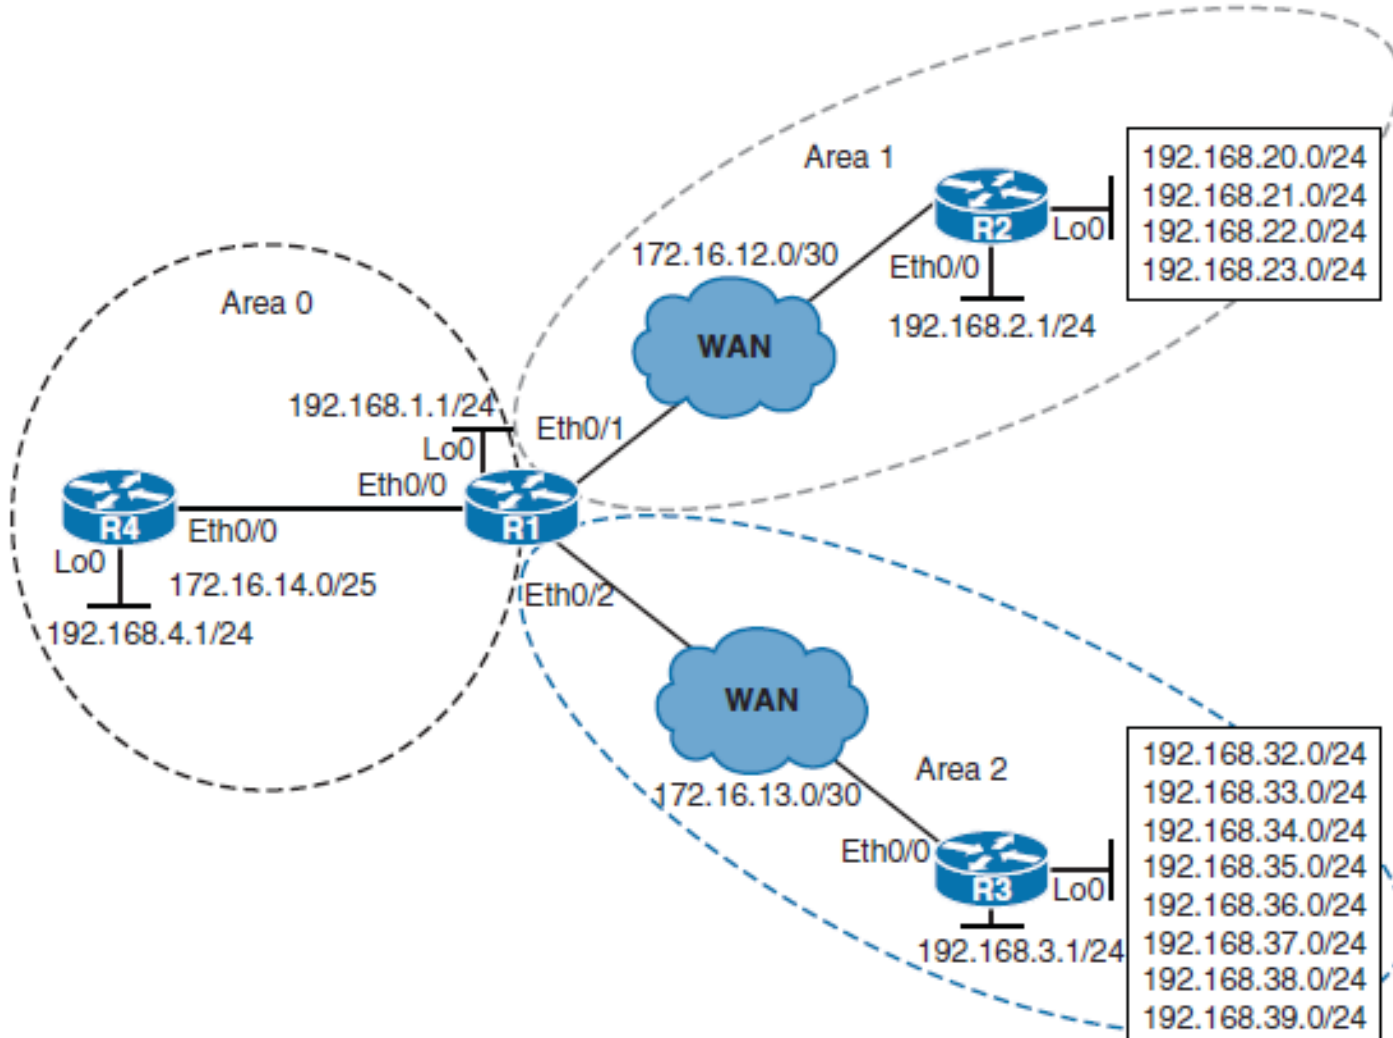 Area 1
192.168.20.0/24
192.168.21.0/24
192.168.22.0/24
192.168.23.0/24
R2
Lo0
172.16.12.0/30
Eth0/0
192.168.2.1/24
WAN
Area 0
192.168.1.1/24
Lo0
Eth0/1
Eth0/0
R4
Eth0/0
R1
Lo0
172.16.14.0/25
192.168.4.1/24
Eth0/2
WAN
172.16.13.0/30
Area 2
Eth0/0
R3
Lo0
192.168.3.1/24
192.168.32.0/24
192.168.33.0/24
192.168.34.0/24
192.168.35.0/24
192.168.36.0/24
192.168.37.0/24
192.168.38.0/24
192.168.39.0/24